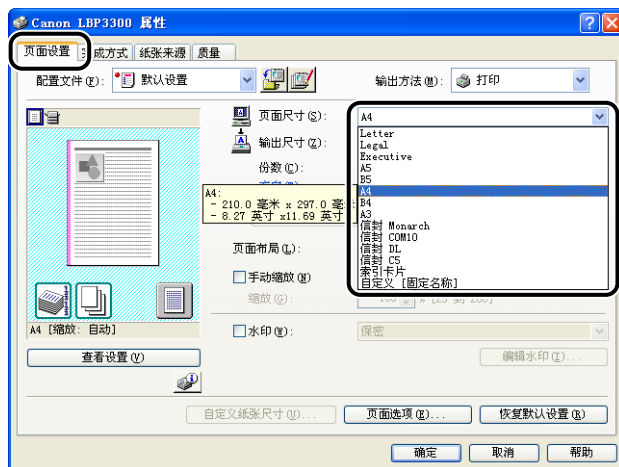 Canon LBP3300 属性
页面设置 成方式 纸张来源 质量
配置文件(F): 默认设置 输出方法(M): 打印
页面尺寸(S): A4
输出尺寸(Z):
份数(C):
Letter
Legal
Executive
A5
B5
A4
B4
A3
信封 Monarch
信封 COM10
信封 DL
信封 C5
索引卡片
自定义 [固定名称]
A4:
- 210.0 毫米 x 297.0 毫
- 8.27 英寸 x11.69 英寸
页面布局(L):
手动缩放(N)
缩放(G):
A4 [缩放: 自动]
水印(W): 保密
查看设置(V) 编辑水印(I)...
自定义纸张尺寸(U)... 页面选项(E)... 恢复默认设置(R)
确定 取消 帮助